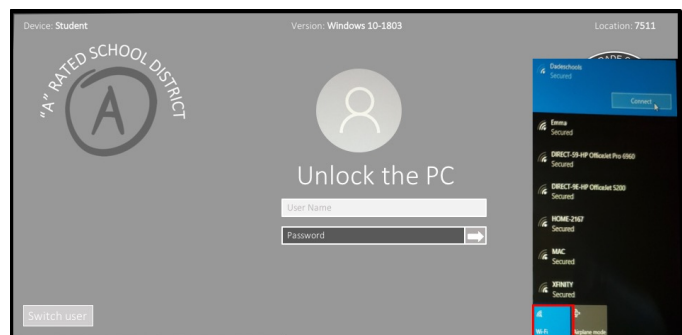 Device: Student
Version: Windows 10-1803
Location: 7511
"A" RATED SCHOOL DISTRICT
A
Unlock the PC
User Name
Password
Switch user
Dadeschools
Secured
Connect
Emma
Secured
DIRECT-59-HP OfficeJet Pro 6960
Secured
DIRECT-9E-HP OfficeJet 5200
Secured
HOME-2167
Secured
MAC
Secured
XFINITY
Secured
Wi-Fi
Airplane mode